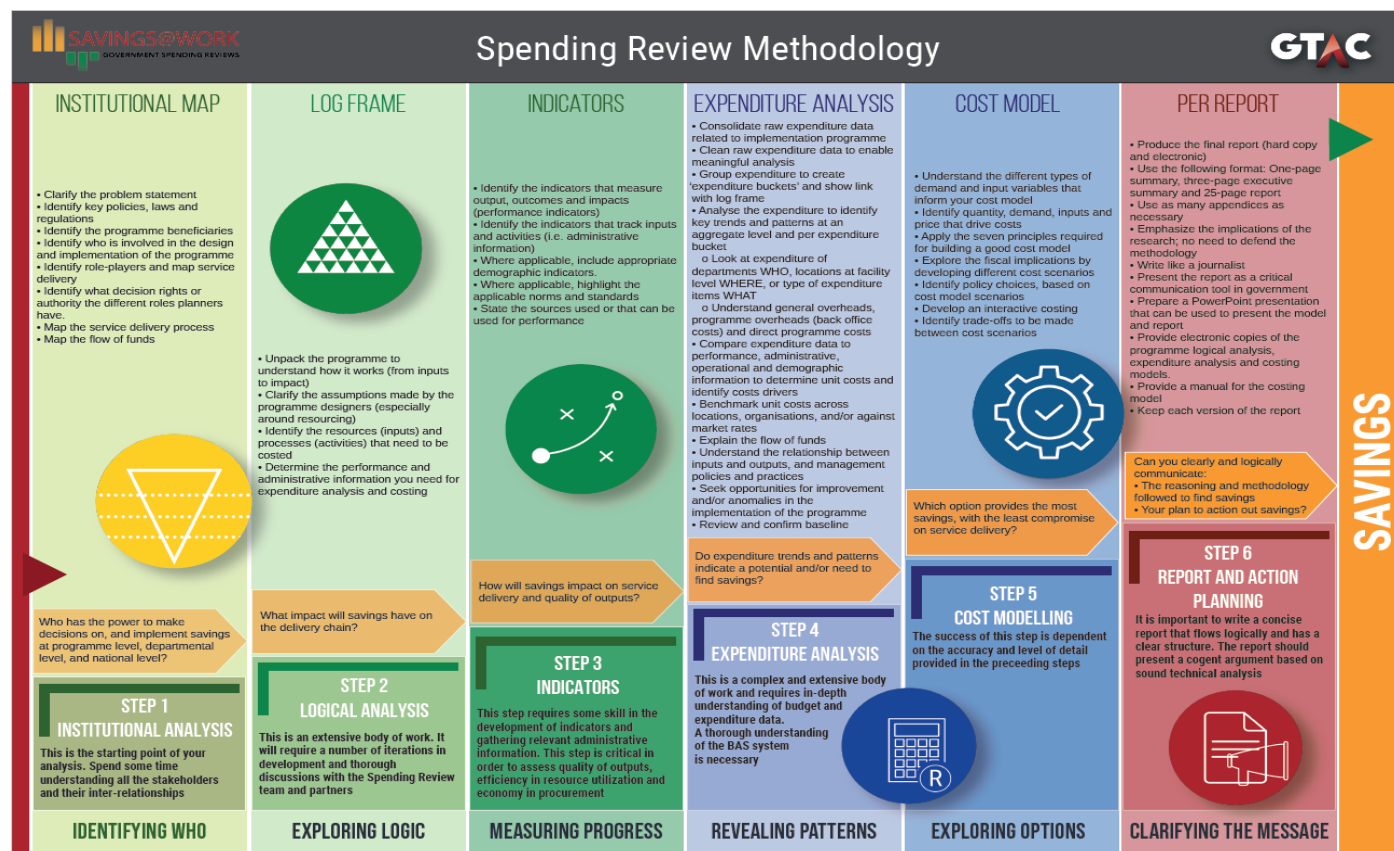 SAVINGS@WORK
GOVERNMENT SPENDING REVIEWS
Spending Review Methodology
GTAC
INSTITUTIONAL MAP
• Clarify the problem statement
• Identify key policies, laws and
regulations
• Identify the programme beneficiaries
• Identify who is involved in the design
and implementation of the programme
• Identify role-players and map service
delivery
• Identify what decision rights or
authority the different roles planners
have.
• Map the service delivery process
• Map the flow of funds
Who has the power to make
decisions on, and implement savings
at programme level, departmental
level, and national level?
STEP 1
INSTITUTIONAL ANALYSIS
This is the starting point of your
analysis. Spend some time
understanding all the stakeholders
and their inter-relationships
IDENTIFYING WHO
LOG FRAME
• Unpack the programme to
understand how it works (from inputs
to impact)
• Clarify the assumptions made by the
programme designers (especially
around resourcing)
• Identify the resources (inputs) and
processes (activities) that need to be
costed
• Determine the performance and
administrative information you need for
expenditure analysis and costing
What impact will savings have on
the delivery chain?
STEP 2
LOGICAL ANALYSIS
This is an extensive body of work. It
will require a number of iterations in
development and thorough
discussions with the Spending Review
team and partners
EXPLORING LOGIC
INDICATORS
• Identify the indicators that measure
output, outcomes and impacts
(performance indicators)
• Identify the indicators that track inputs
and activities (i.e. administrative
information)
• Where applicable, include appropriate
demographic indicators.
• Where applicable, highlight the
applicable norms and standards
• State the sources used or that can be
used for performance
How will savings impact on service
delivery and quality of outputs?
STEP 3
INDICATORS
This step requires some skill in the
development of indicators and
gathering relevant administrative
information. This step is critical in
order to assess quality of outputs,
efficiency in resource utilization and
economy in procurement
MEASURING PROGRESS
EXPENDITURE ANALYSIS
• Consolidate raw expenditure data
related to implementation programme
• Clean raw expenditure data to enable
meaningful analysis
• Group expenditure to create
'expenditure buckets' and show link
with log frame
• Analyse the expenditure to identify
key trends and patterns at an
aggregate level and per expenditure
bucket
o Look at expenditure of
departments WHO, locations at facility
level WHERE, or type of expenditure
items WHAT
o Understand general overheads,
programme overheads (back office
costs) and direct programme costs
• Compare expenditure data to
performance, administrative,
operational and demographic
information to determine unit costs and
identify costs drivers
• Benchmark unit costs across
locations, organisations, and/or against
market rates
• Explain the flow of funds
• Understand the relationship between
inputs and outputs, and management
policies and practices
• Seek opportunities for improvement
and/or anomalies in the
implementation of the programme
• Review and confirm baseline
Do expenditure trends and patterns
indicate a potential and/or need to
find savings?
STEP 4
EXPENDITURE ANALYSIS
This is a complex and extensive body
of work and requires in-depth
understanding of budget and
expenditure data.
A thorough understanding
of the BAS system
is necessary
R
REVEALING PATTERNS
COST MODEL
• Understand the different types of
demand and input variables that
inform your cost model
• Identify quantity, demand, inputs and
price that drive costs
• Apply the seven principles required
for building a good cost model
• Explore the fiscal implications by
developing different cost scenarios
• Identify policy choices, based on
cost model scenarios
• Develop an interactive costing
• Identify trade-offs to be made
between cost scenarios
Which option provides the most
savings, with the least compromise
on service delivery?
STEP 5
COST MODELLING
The success of this step is dependent
on the accuracy and level of detail
provided in the preceeding steps
EXPLORING OPTIONS
PER REPORT
• Produce the final report (hard copy
and electronic)
• Use the following format: One-page
summary, three-page executive
summary and 25-page report
• Use as many appendices as
necessary
• Emphasize the implications of the
research; no need to defend the
methodology
• Write like a journalist
• Present the report as a critical
communication tool in government
• Prepare a PowerPoint presentation
that can be used to present the model
and report
• Provide electronic copies of the
programme logical analysis,
expenditure analysis and costing
models.
• Provide a manual for the costing
model
• Keep each version of the report
Can you clearly and logically
communicate:
• The reasoning and methodology
followed to find savings
• Your plan to action out savings?
STEP 6
REPORT AND ACTION
PLANNING
It is important to write a concise
report that flows logically and has a
clear structure. The report should
present a cogent argument based on
sound technical analysis
CLARIFYING THE MESSAGE
SAVINGS